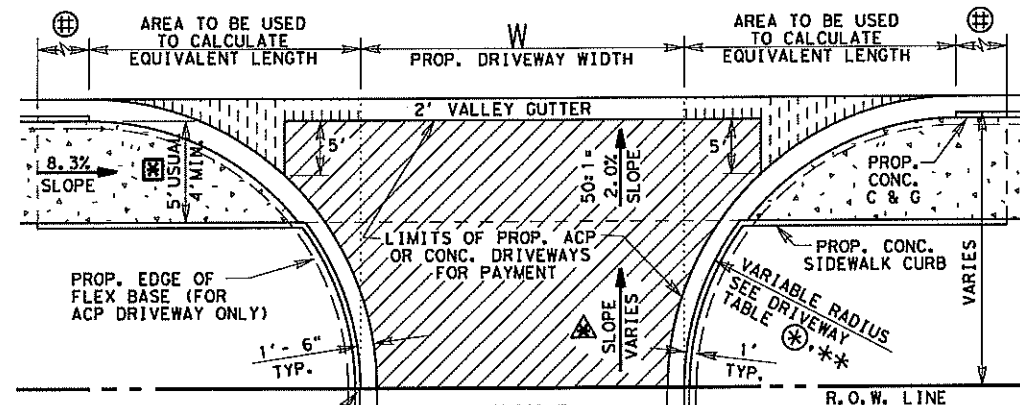 AREA TO BE USED
TO CALCULATE
EQUIVALENT LENGTH
W
PROP. DRIVEWAY WIDTH
AREA TO BE USED
TO CALCULATE
EQUIVALENT LENGTH
2' VALLEY GUTTER
8.3%
SLOPE
5' USUAL
4 MIN.
5'
50:1=
2.0%
SLOPE
5'
PROP.
CONC.
C & G
LIMITS OF PROP. ACP
OR CONC. DRIVEWAYS
FOR PAYMENT
PROP. CONC.
SIDEWALK CURB
PROP. EDGE OF
FLEX BASE (FOR
ACP DRIVEWAY ONLY)
SLOPE
VARIES
VARIABLE RADIUS
SEE DRIVEWAY
TABLE *, **
VARIES
1'-6"
TYP.
1'
TYP.
R.O.W. LINE